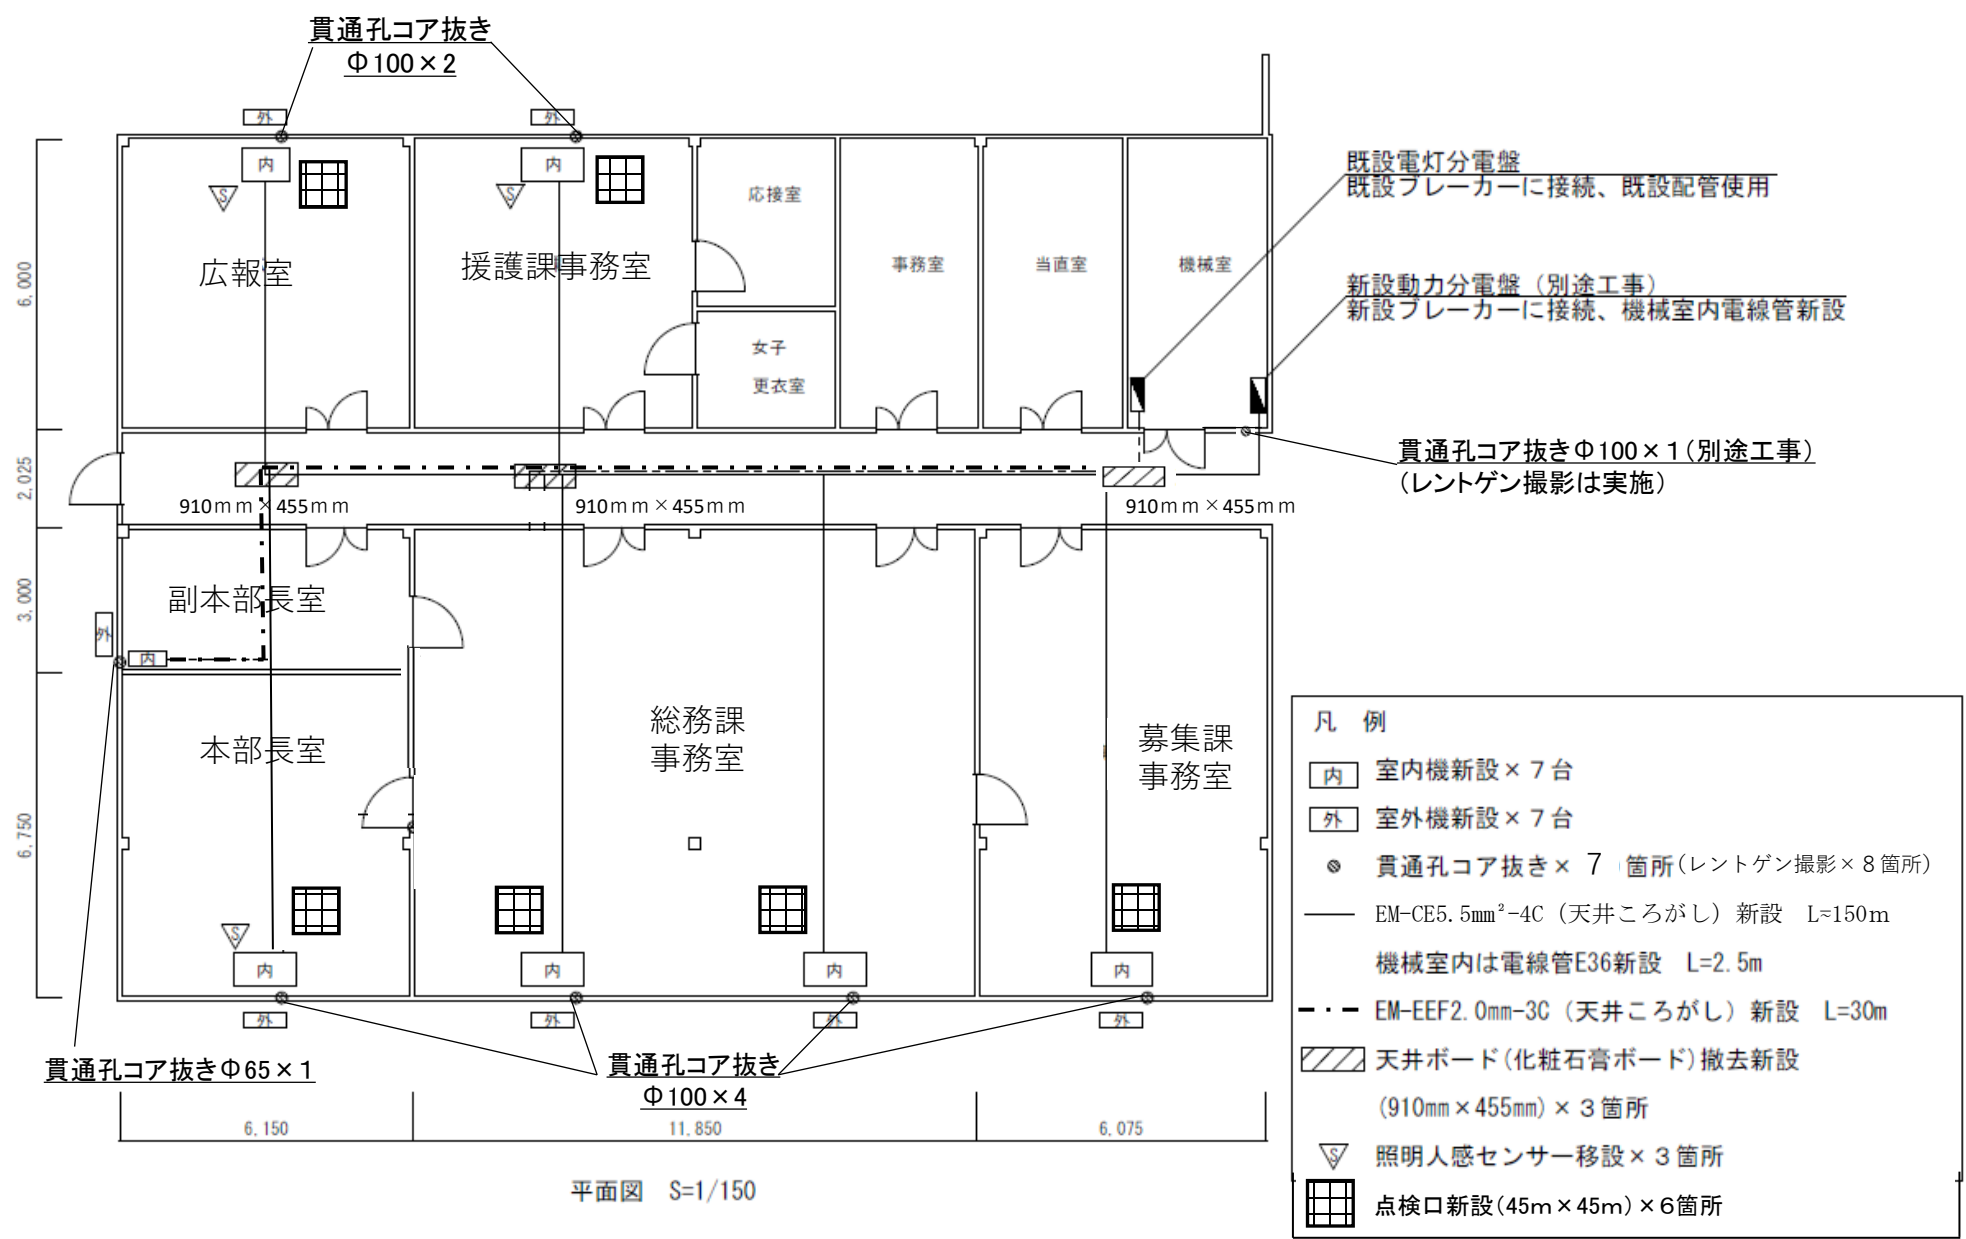 貫通孔コア抜き
Φ100×2
外
外
内
内
S
S
応接室
広報室
援護課事務室
事務室
当直室
機械室
女子
更衣室
既設電灯分電盤
既設ブレーカーに接続、既設配管使用
新設動力分電盤（別途工事）
新設ブレーカーに接続、機械室内電線管新設
貫通孔コア抜きΦ100×1(別途工事)
(レントゲン撮影は実施)
6,000
2,025
3,000
6,750
910ｍｍ×455ｍｍ
910ｍｍ×455ｍｍ
910ｍｍ×455ｍｍ
副本部長室
外
内
本部長室
総務課
事務室
募集課
事務室
S
内
内
内
内
外
外
外
外
貫通孔コア抜きΦ65×1
貫通孔コア抜き
Φ100×4
6,150
11,850
6,075
平面図　S=1/150
凡　例
内　室内機新設×７台
外　室外機新設×７台
貫通孔コア抜き×７箇所(レントゲン撮影×８箇所)
EM-CE5.5mm²-4C（天井ころがし）新設　L≈150ｍ
機械室内は電線管E36新設　L=2.5m
EM-EEF2.0mm-3C（天井ころがし）新設　L=30m
天井ボード(化粧石膏ボード)撤去新設
(910mm×455mm)×３箇所
S　照明人感センサー移設×３箇所
点検口新設(45ｍ×45ｍ)×６箇所